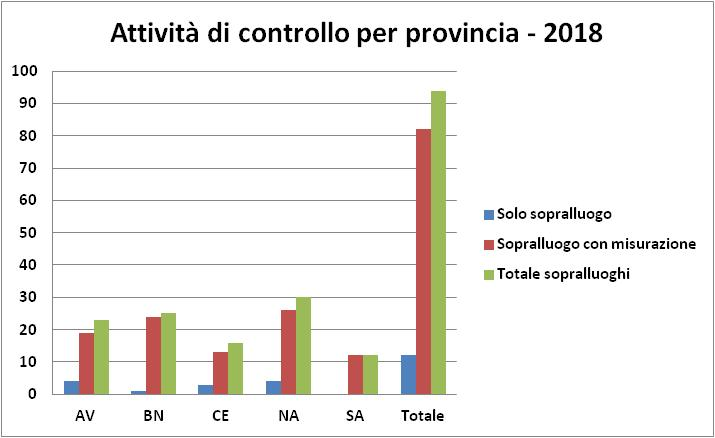 Attività di controllo per provincia - 2018
100
90
80
70
60
50
40
30
20
10
0
AV BN CE NA SA Totale
Solo sopralluogo
Sopralluogo con misurazione
Totale sopralluoghi